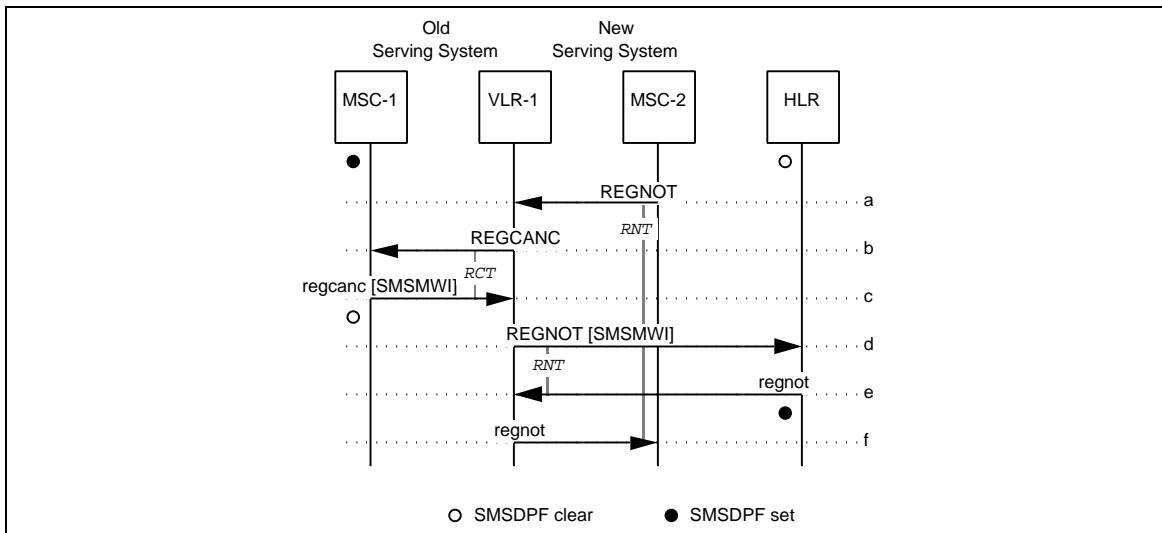 Old
Serving System
New
Serving System
MSC-1
VLR-1
MSC-2
HLR
REGNOT
a
RNT
REGCANC
b
RCT
regcanc [SMSMWI]
c
REGNOT [SMSMWI]
d
RNT
regnot
e
regnot
f
SMSDPF clear
SMSDPF set